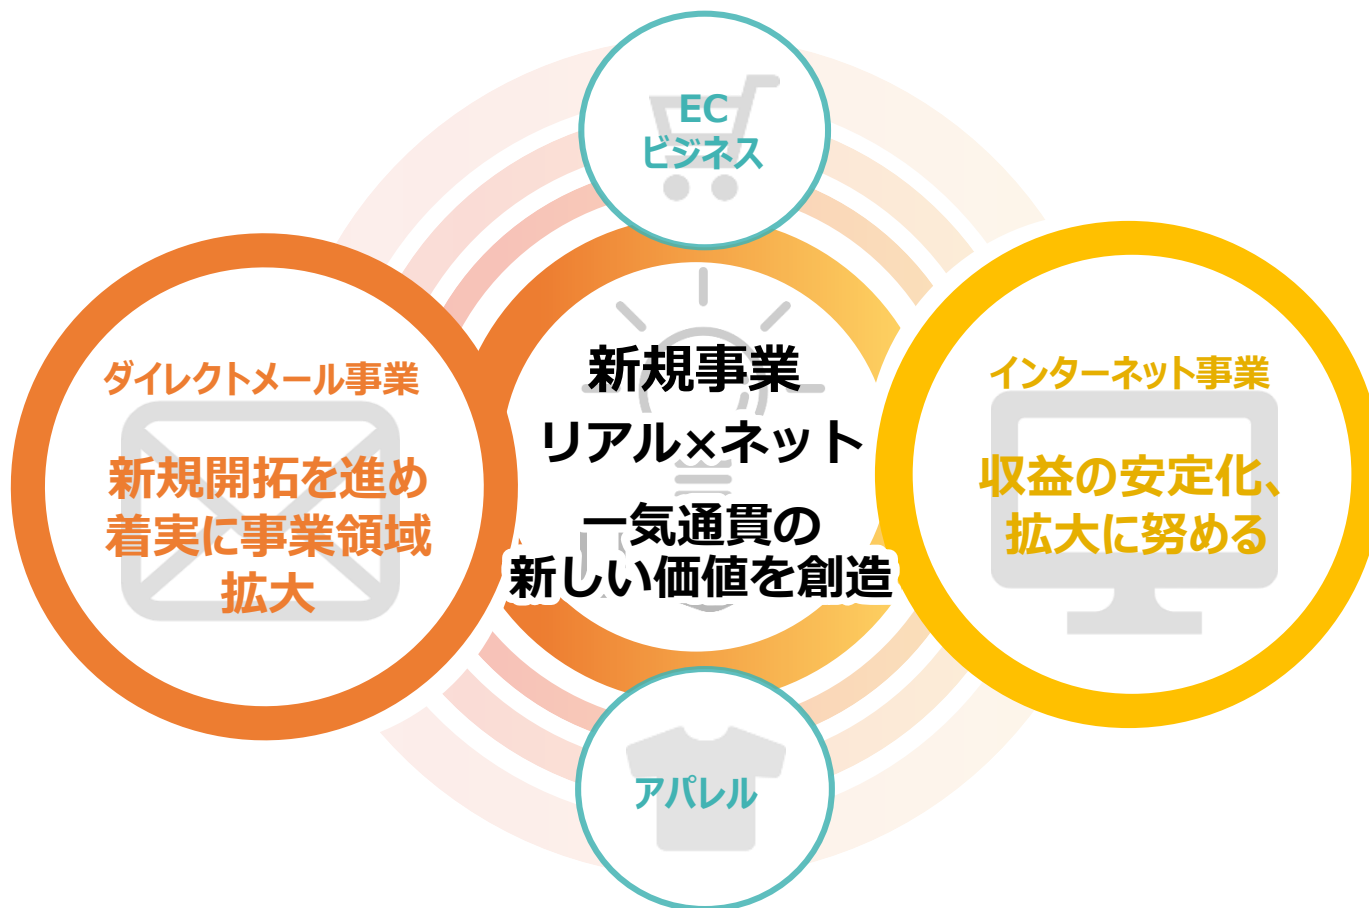 EC
ビジネス
ダイレクトメール事業
新規開拓を進め
着実に事業領域
拡大
新規事業
リアル×ネット
一気通貫の
新しい価値を創造
インターネット事業
収益の安定化、
拡大に努める
アパレル